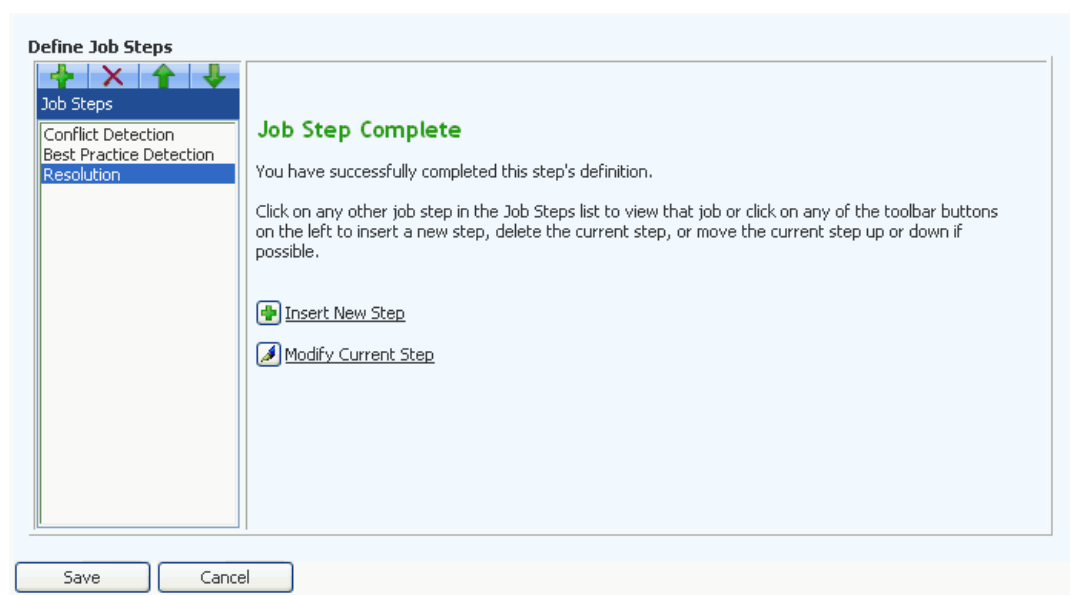 Define Job Steps
Job Steps
Conflict Detection
Best Practice Detection
Resolution
Job Step Complete
You have successfully completed this step's definition.
Click on any other job step in the Job Steps list to view that job or click on any of the toolbar buttons
on the left to insert a new step, delete the current step, or move the current step up or down if
possible.
Insert New Step
Modify Current Step
Save
Cancel